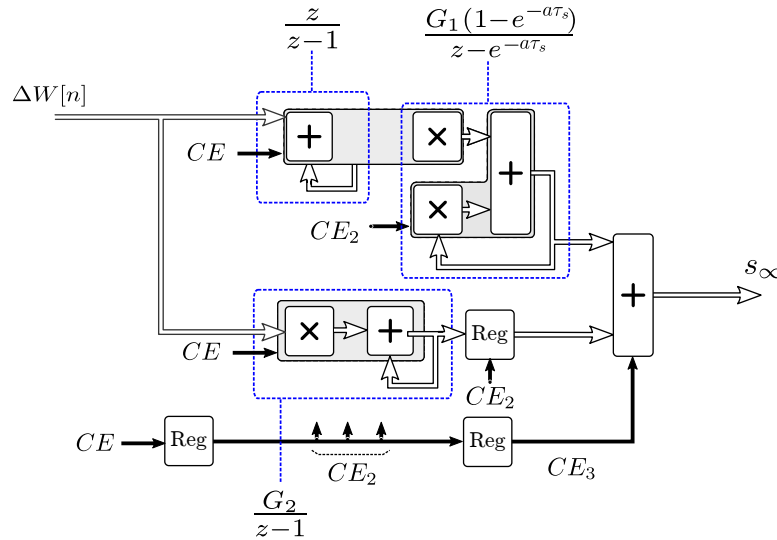 z
z−1
G₁(1−e^{−aτₛ})
z−e^{−aτₛ}
ΔW[n]
+
×
CE
+
×
CE₂
s∞
+
×
+
Reg
CE
CE₂
CE
Reg
Reg
CE₂
CE₃
G₂
z−1